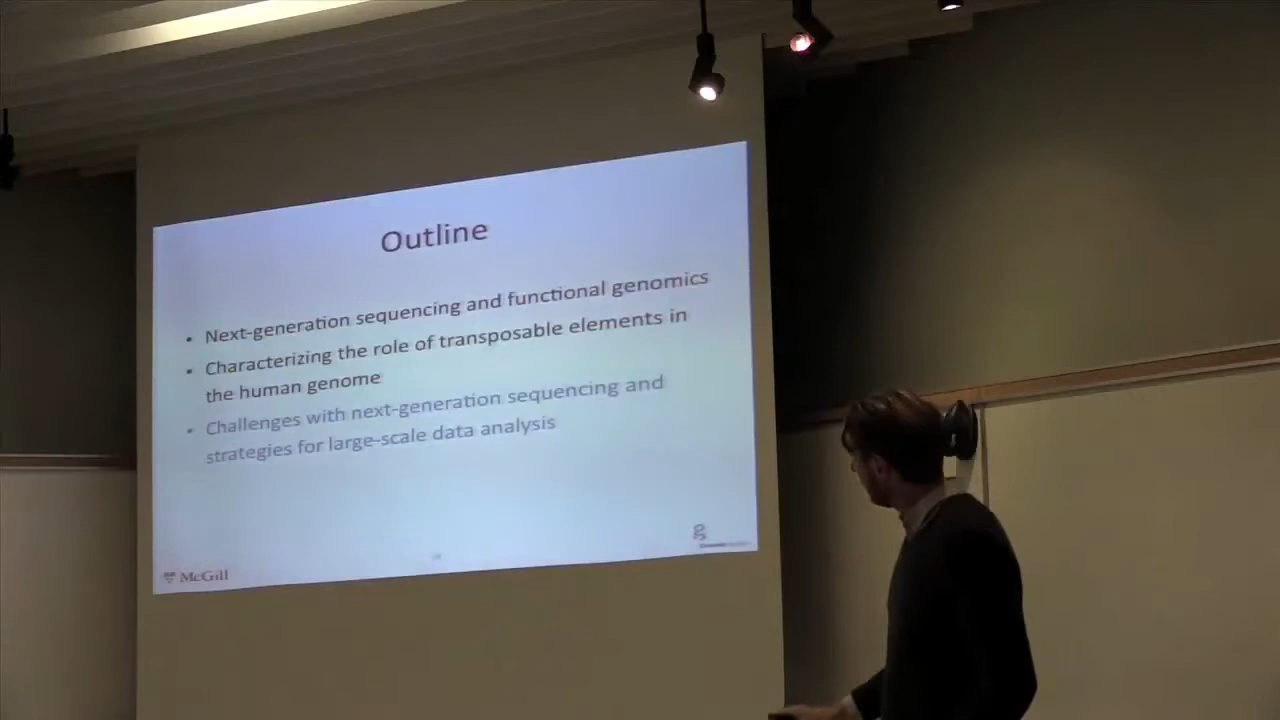 Outline
• Next-generation sequencing and functional genomics
• Characterizing the role of transposable elements in
the human genome
• Challenges with next-generation sequencing and
strategies for large-scale data analysis
McGill